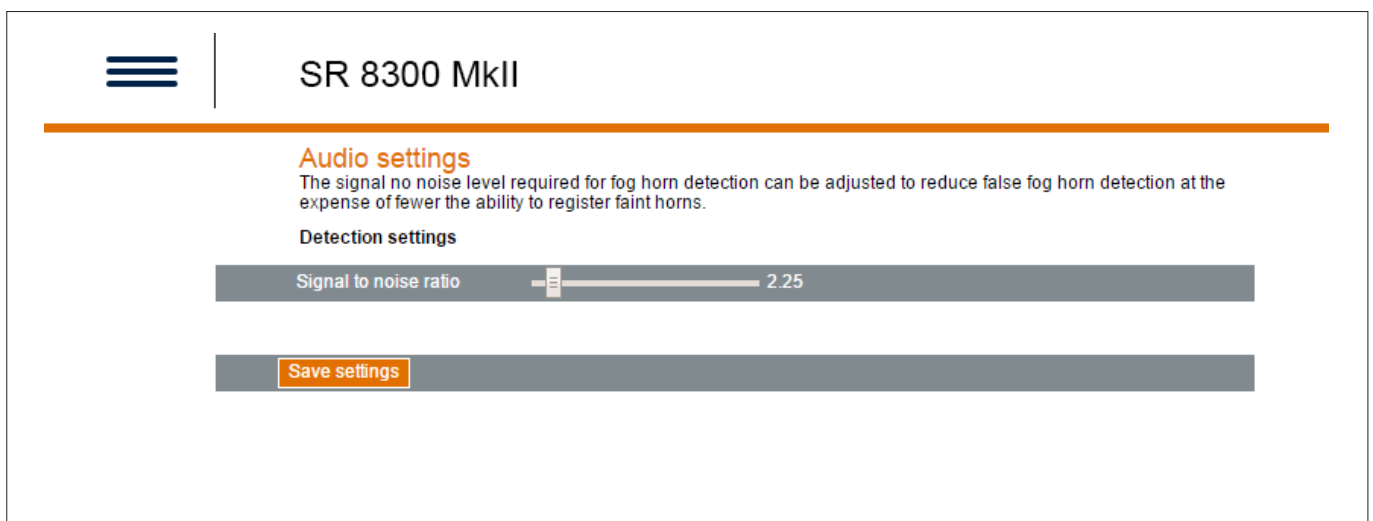 SR 8300 MkII
Audio settings
The signal no noise level required for fog horn detection can be adjusted to reduce false fog horn detection at the
expense of fewer the ability to register faint horns.
Detection settings
Signal to noise ratio 2.25
Save settings